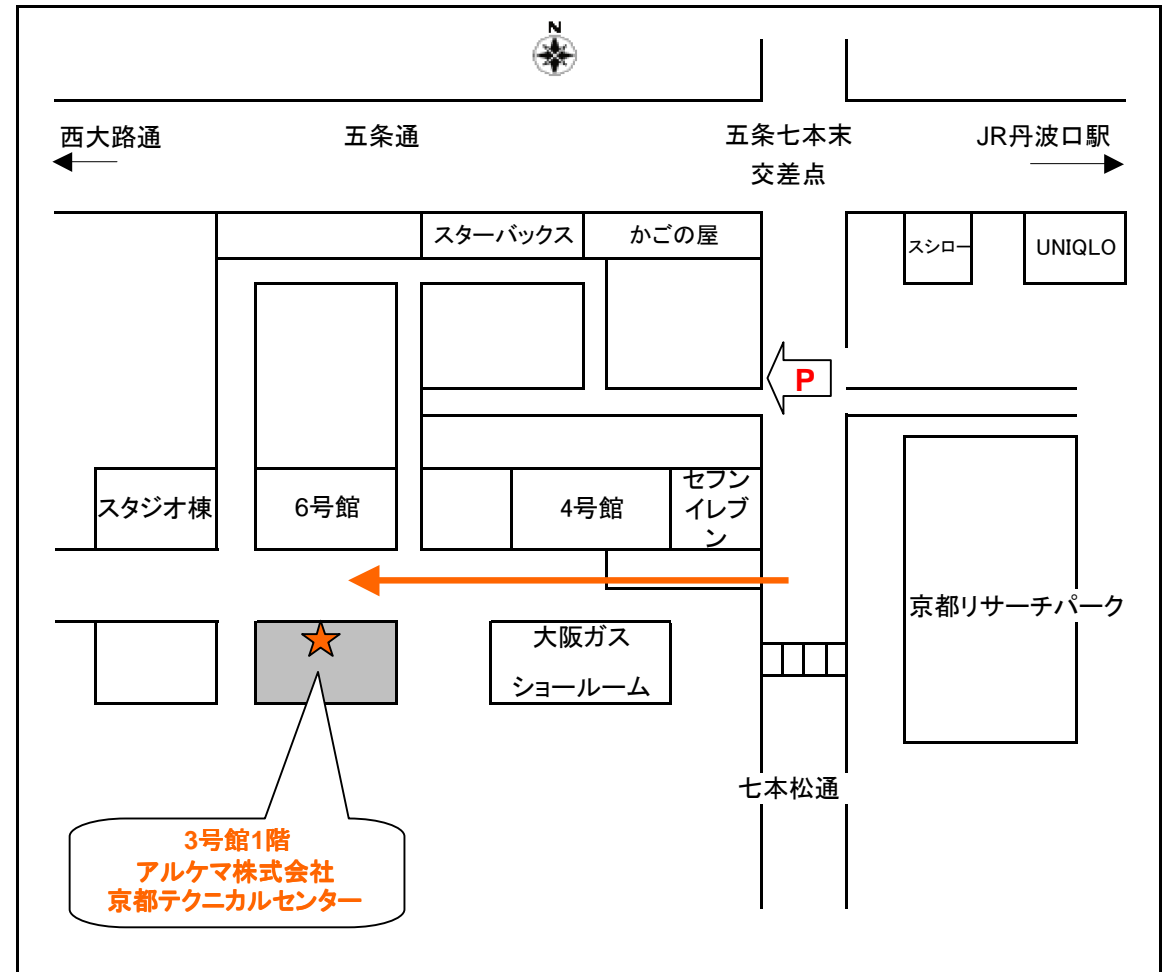 N
西大路通
五条通
五条七本末
交差点
JR丹波口駅
スターバックス
かごの屋
スシロー
UNIQLO
P
スタジオ棟
6号館
4号館
セブン
イレブ
ン
京都リサーチパーク
大阪ガス
ショールーム
七本松通
3号館1階
アルケマ株式会社
京都テクニカルセンター